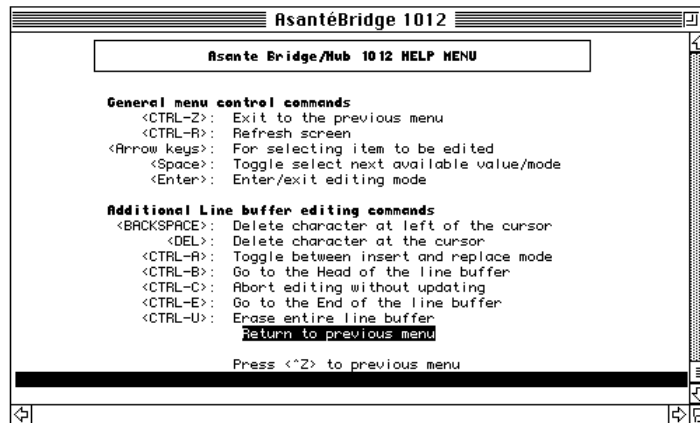 AsantéBridge 1012
Asante Bridge/Hub 1012 HELP MENU
General menu control commands
<CTRL-Z>: Exit to the previous menu
<CTRL-R>: Refresh screen
<Arrow keys>: For selecting item to be edited
<Space>: Toggle select next available value/mode
<Enter>: Enter/exit editing mode
Additional Line buffer editing commands
<BACKSPACE>: Delete character at left of the cursor
<DEL>: Delete character at the cursor
<CTRL-A>: Toggle between insert and replace mode
<CTRL-B>: Go to the Head of the line buffer
<CTRL-C>: Abort editing without updating
<CTRL-E>: Go to the End of the line buffer
<CTRL-U>: Erase entire line buffer
Return to previous menu
Press <^Z> to previous menu